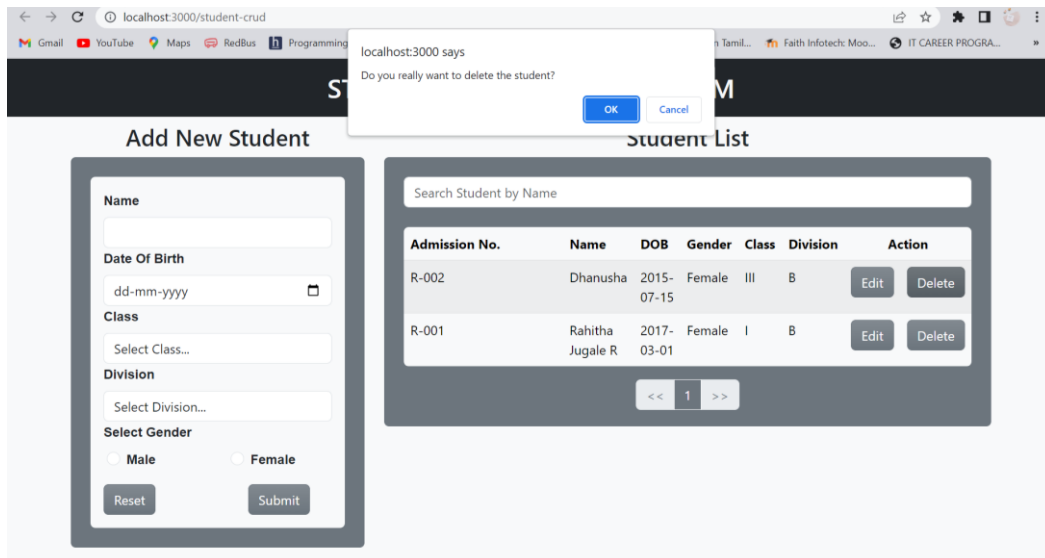 localhost:3000/student-crud
Gmail YouTube Maps RedBus Programming
Tamil... Faith Infotech: Moo... IT CAREER PROGRA... »
localhost:3000 says
Do you really want to delete the student?
OK Cancel
ST M
Add New Student
Student List
Name
Date Of Birth
dd-mm-yyyy
Class
Select Class...
Division
Select Division...
Select Gender
Male Female
Reset Submit
Search Student by Name
Admission No. Name DOB Gender Class Division Action
R-002 Dhanusha 2015- Female III B Edit Delete
07-15
R-001 Rahitha 2017- Female I B Edit Delete
Jugale R 03-01
<< 1 >>